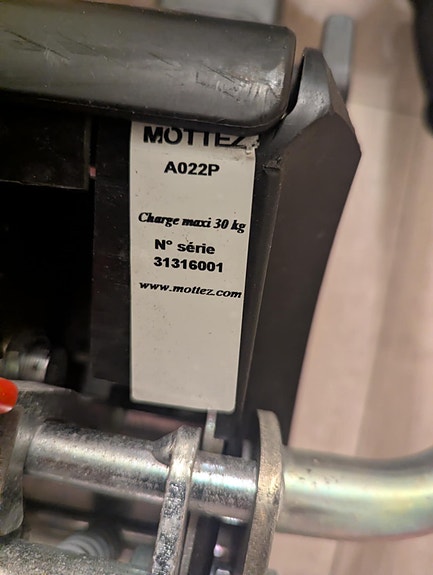 MOTTEZ
A022P
Charge maxi 30 kg
N° série
31316001
www.mottez.com